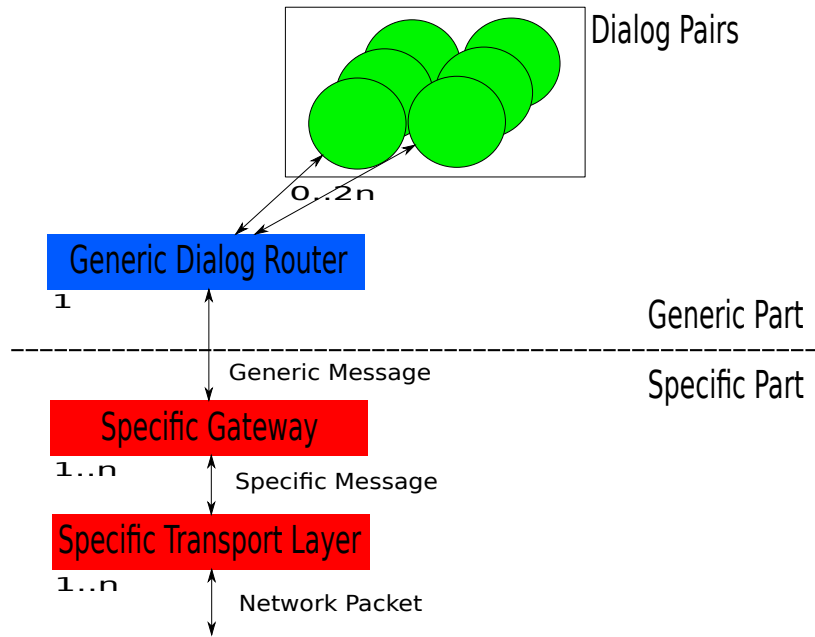 Dialog Pairs
0..2n
Generic Dialog Router
1
Generic Part
Generic Message
Specific Part
Specific Gateway
1..n
Specific Message
Specific Transport Layer
1..n
Network Packet